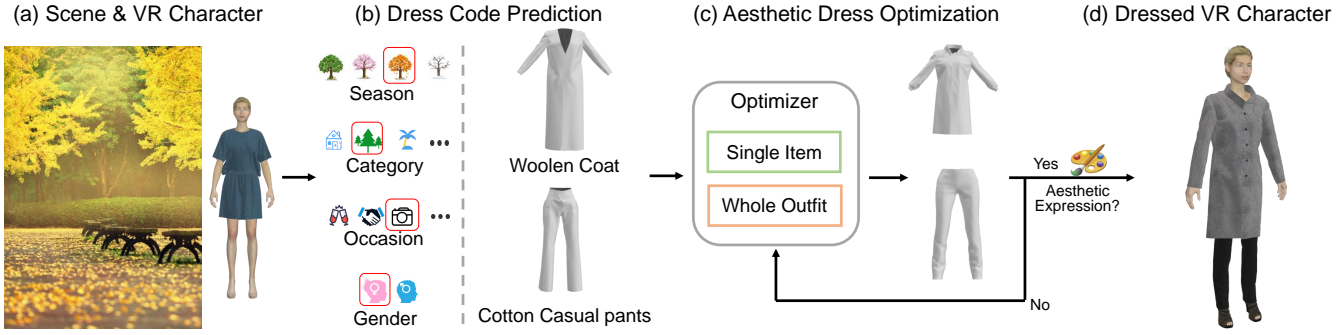 (a) Scene & VR Character
(b) Dress Code Prediction
(c) Aesthetic Dress Optimization
(d) Dressed VR Character
Season
Category
Occasion
Gender
Woolen Coat
Cotton Casual pants
Optimizer
Single Item
Whole Outfit
Yes
Aesthetic
Expression?
No